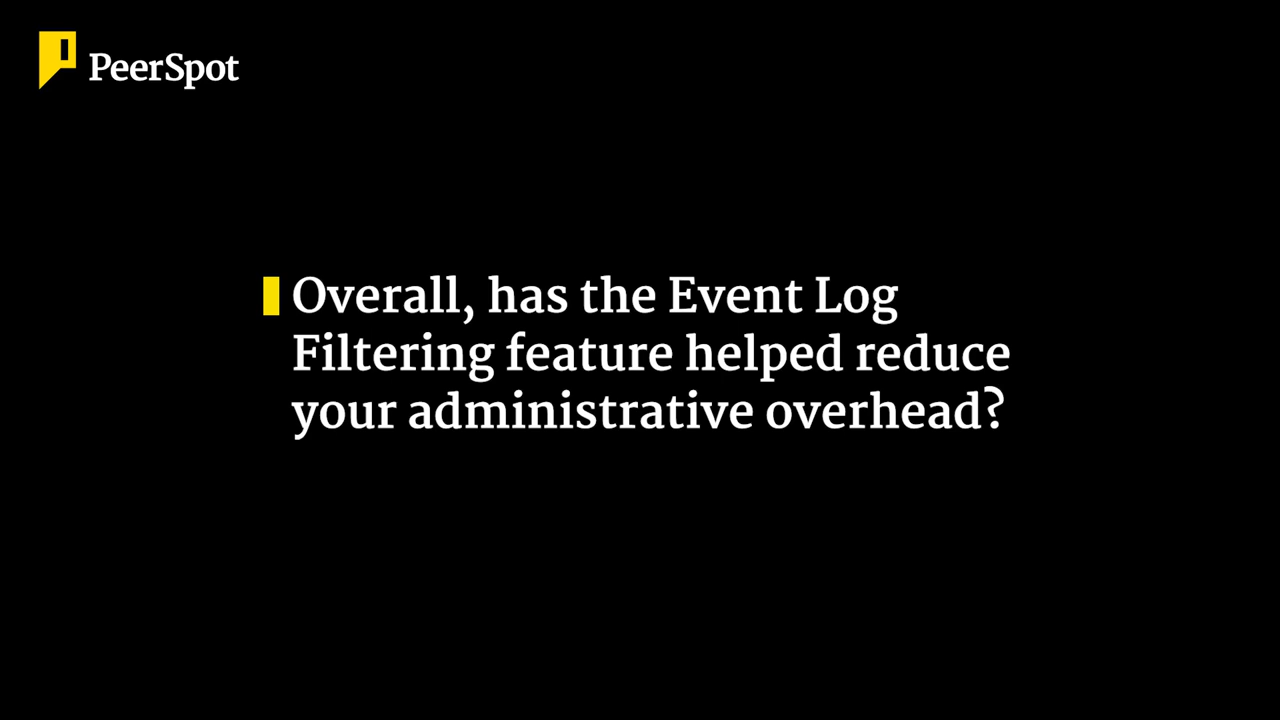 PeerSpot
Overall, has the Event Log
Filtering feature helped reduce
your administrative overhead?